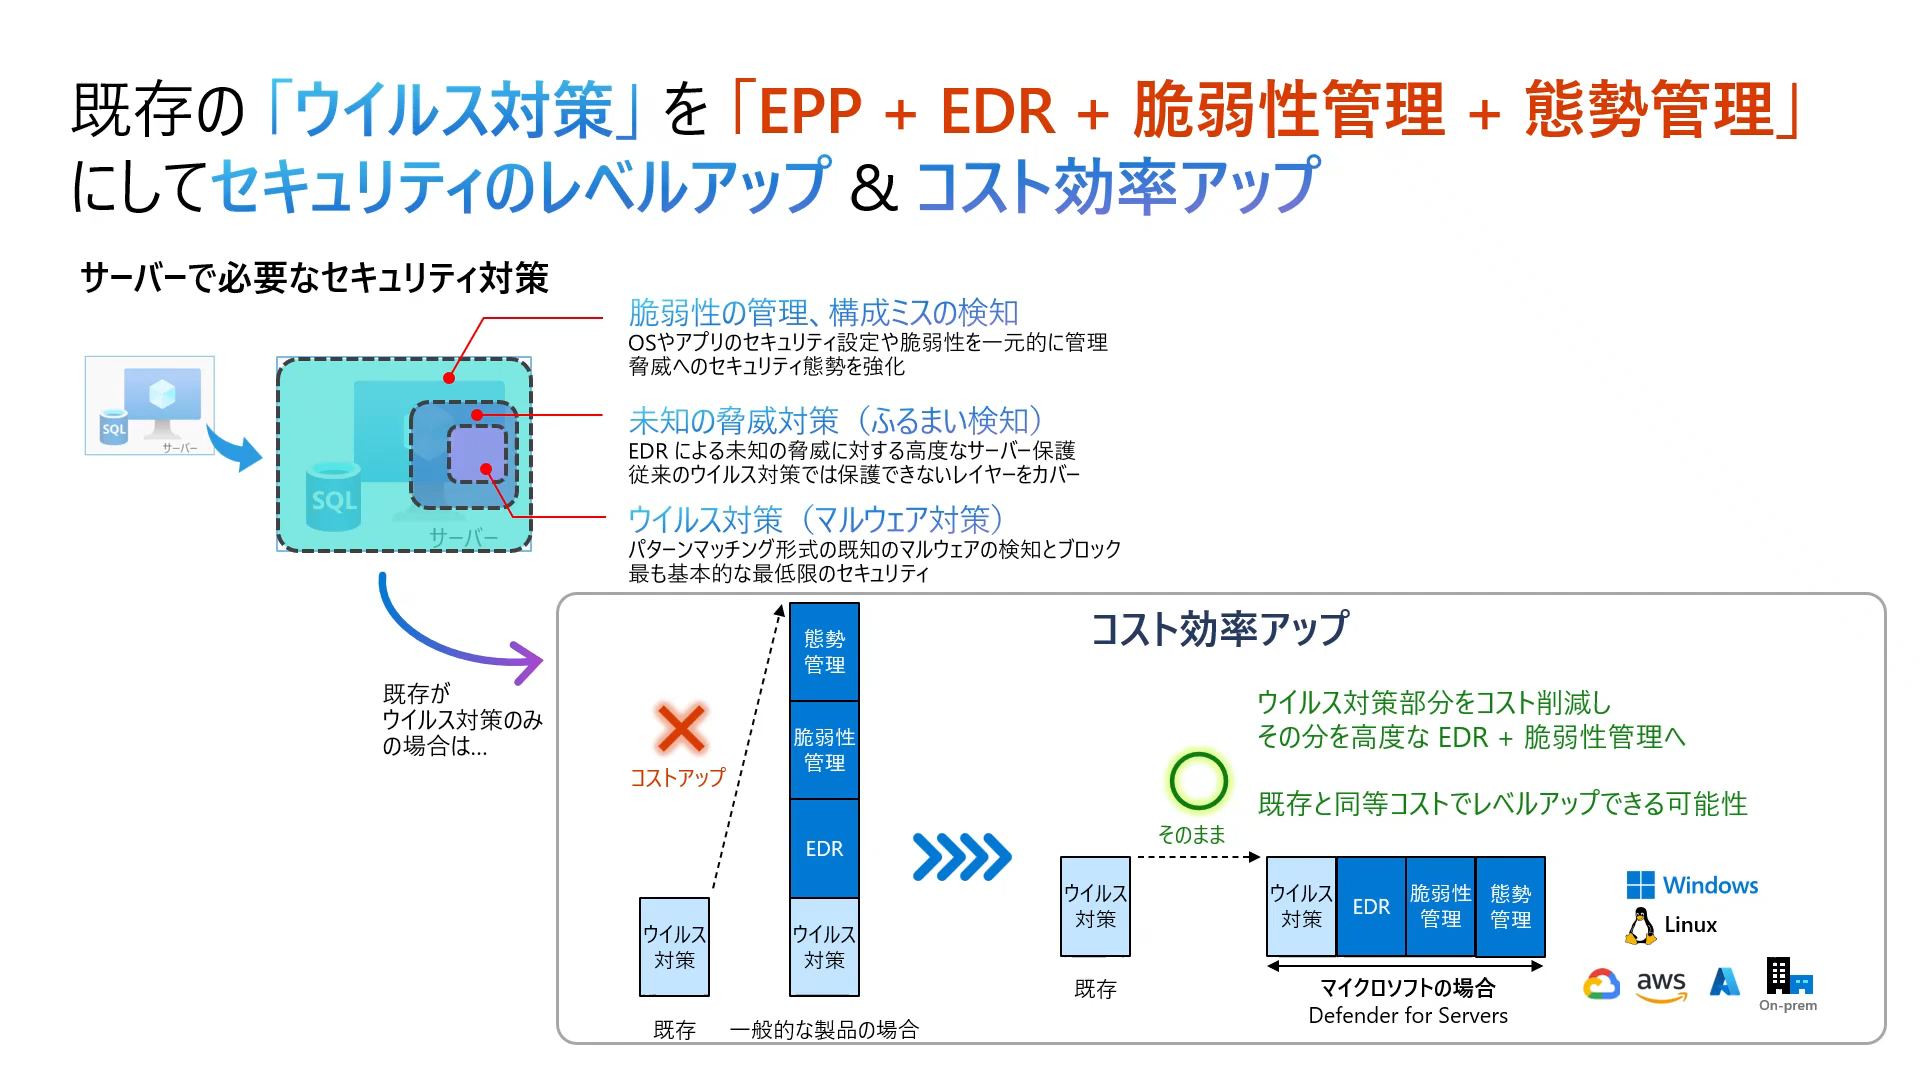 既存の「ウイルス対策」を「EPP + EDR + 脆弱性管理 + 態勢管理」
にしてセキュリティのレベルアップ & コスト効率アップ
サーバーで必要なセキュリティ対策
SQL
サーバー
SQL
サーバー
脆弱性の管理、構成ミスの検知
OSやアプリのセキュリティ設定や脆弱性を一元的に管理
脅威へのセキュリティ態勢を強化
未知の脅威対策（ふるまい検知）
EDR による未知の脅威に対する高度なサーバー保護
従来のウイルス対策では保護できないレイヤーをカバー
ウイルス対策（マルウェア対策）
パターンマッチング形式の既知のマルウェアの検知とブロック
最も基本的な最低限のセキュリティ
既存が
ウイルス対策のみ
の場合は...
コスト効率アップ
コストアップ
態勢
管理
脆弱性
管理
EDR
ウイルス
対策
ウイルス
対策
既存
一般的な製品の場合
ウイルス対策部分をコスト削減し
その分を高度な EDR + 脆弱性管理へ
既存と同等コストでレベルアップできる可能性
そのまま
ウイルス
対策
既存
ウイルス
対策
EDR
脆弱性
管理
態勢
管理
マイクロソフトの場合
Defender for Servers
Windows
Linux
aws
On-prem